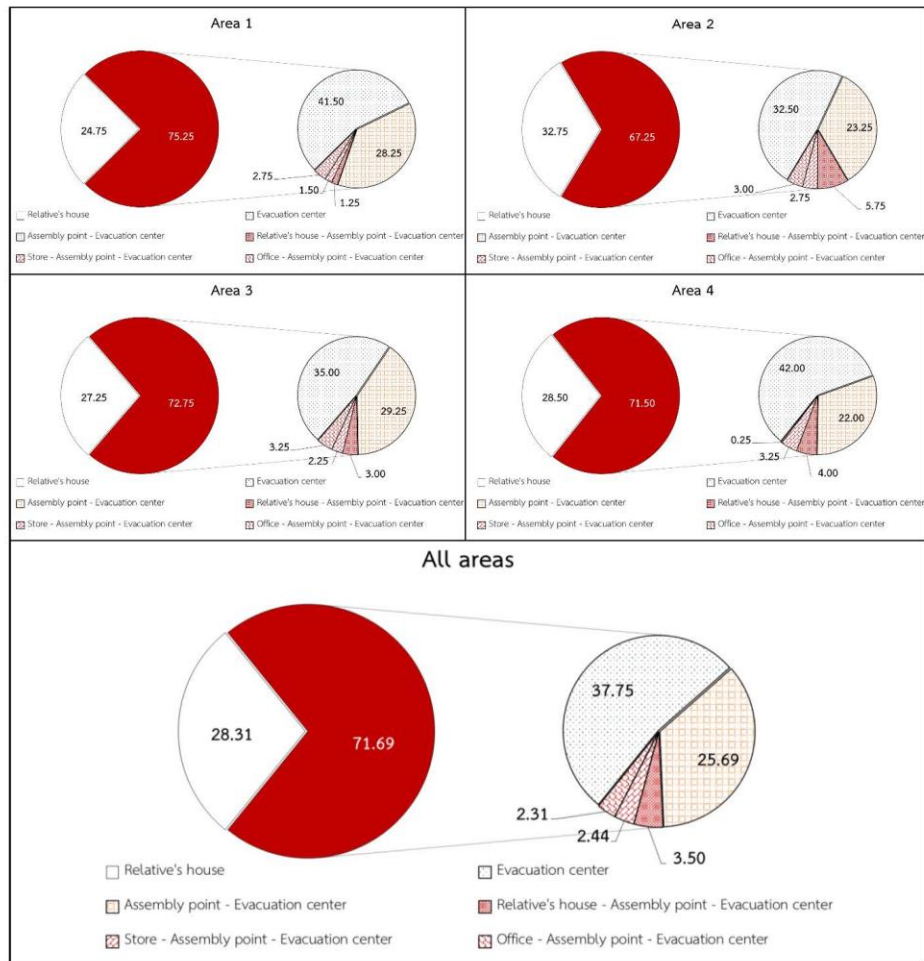 Area 1
41.50
24.75
75.25
28.25
2.75
1.50
1.25
Relative's house
Evacuation center
Assembly point - Evacuation center
Relative's house - Assembly point - Evacuation center
Store - Assembly point - Evacuation center
Office - Assembly point - Evacuation center
Area 2
32.50
23.25
32.75
67.25
3.00
2.75
5.75
Relative's house
Evacuation center
Assembly point - Evacuation center
Relative's house - Assembly point - Evacuation center
Store - Assembly point - Evacuation center
Office - Assembly point - Evacuation center
Area 3
35.00
27.25
72.75
29.25
3.25
2.25
3.00
Relative's house
Evacuation center
Assembly point - Evacuation center
Relative's house - Assembly point - Evacuation center
Store - Assembly point - Evacuation center
Office - Assembly point - Evacuation center
Area 4
42.00
28.50
71.50
22.00
0.25
3.25
4.00
Relative's house
Evacuation center
Assembly point - Evacuation center
Relative's house - Assembly point - Evacuation center
Store - Assembly point - Evacuation center
Office - Assembly point - Evacuation center
All areas
37.75
28.31
71.69
25.69
2.31
2.44
3.50
Relative's house
Evacuation center
Assembly point - Evacuation center
Relative's house - Assembly point - Evacuation center
Store - Assembly point - Evacuation center
Office - Assembly point - Evacuation center